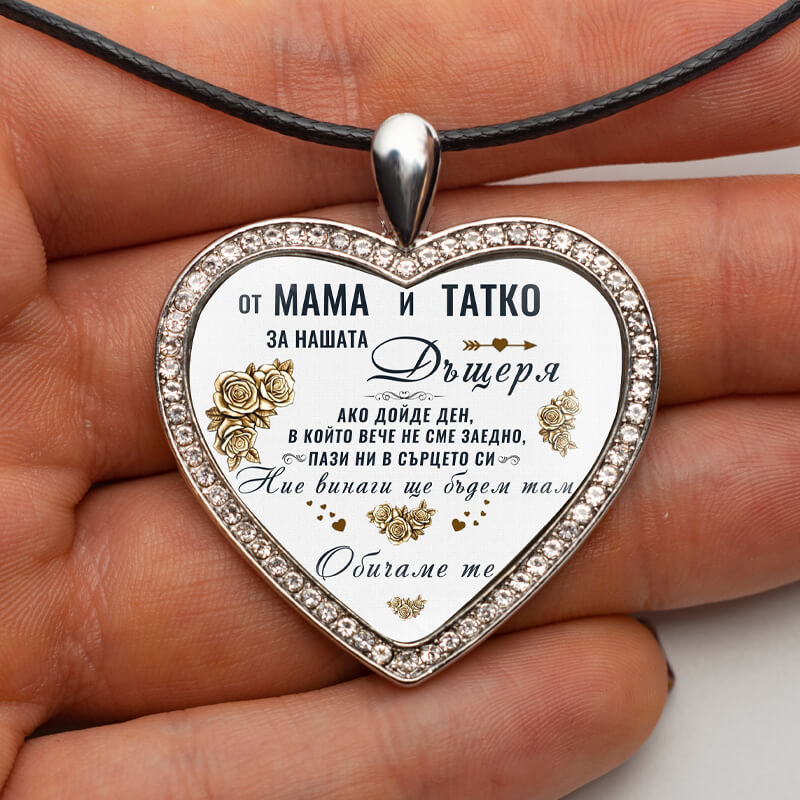 от МАМА и ТАТКО
ЗА НАШАТА
Дъщеря
АКО ДОЙДЕ ДЕН,
В КОЙТО ВЕЧЕ НЕ СМЕ ЗАЕДНО,
ПАЗИ НИ В СЪРЦЕТО СИ
Ние винаги ще бъдем там
Обичаме те